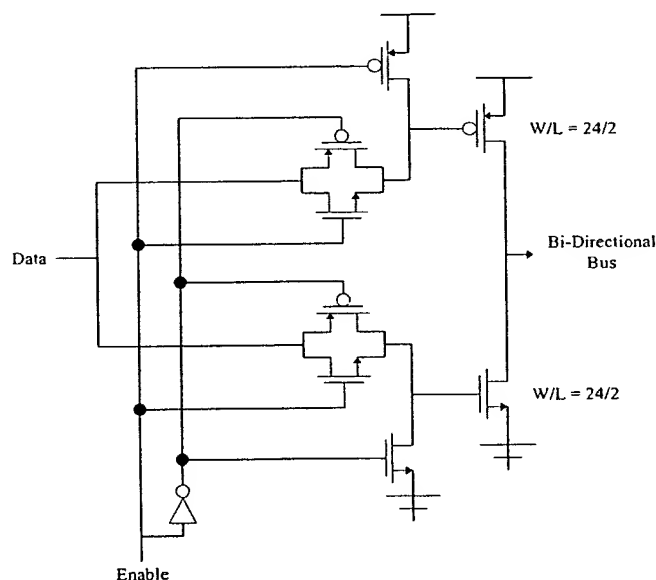 W/L = 24/2
Bi-Directional
Bus
Data
W/L = 24/2
Enable